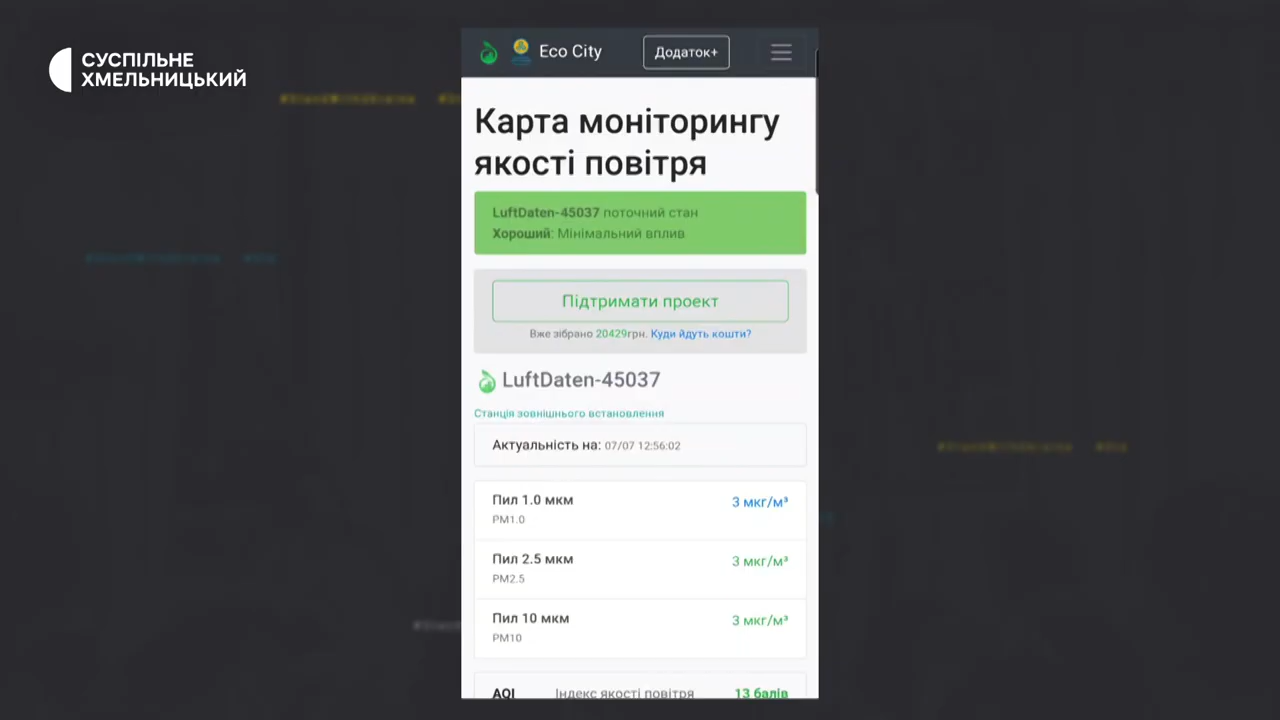 СУСПІЛЬНЕ
ХМЕЛЬНИЦЬКИЙ
Eco City
Додаток+
Карта моніторингу
якості повітря
LuftDaten-45037 поточний стан
Хороший: Мінімальний вплив
Підтримати проект
Вже зібрано 20429грн. Куди йдуть кошти?
LuftDaten-45037
Станція зовнішнього встановлення
Актуальність на: 07/07 12:56:02
Пил 1.0 мкм
3 мкг/м³
PM1.0
Пил 2.5 мкм
3 мкг/м³
PM2.5
Пил 10 мкм
3 мкг/м³
PM10
AQI Індекс якості повітря 13 балів